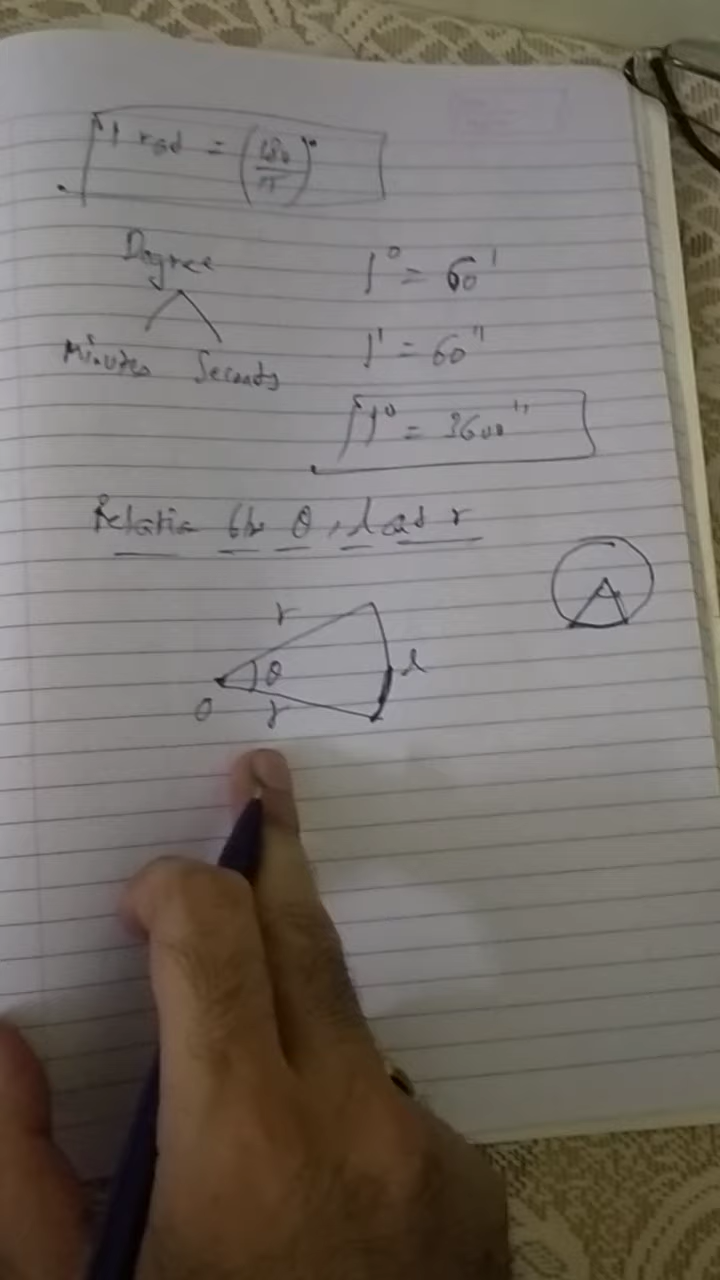 1 rad = (180/π)°
Degree
Minutes Seconds
1° = 60'
1' = 60"
1° = 3600"
Relation b/w θ, l and r
r
θ
l
O
r